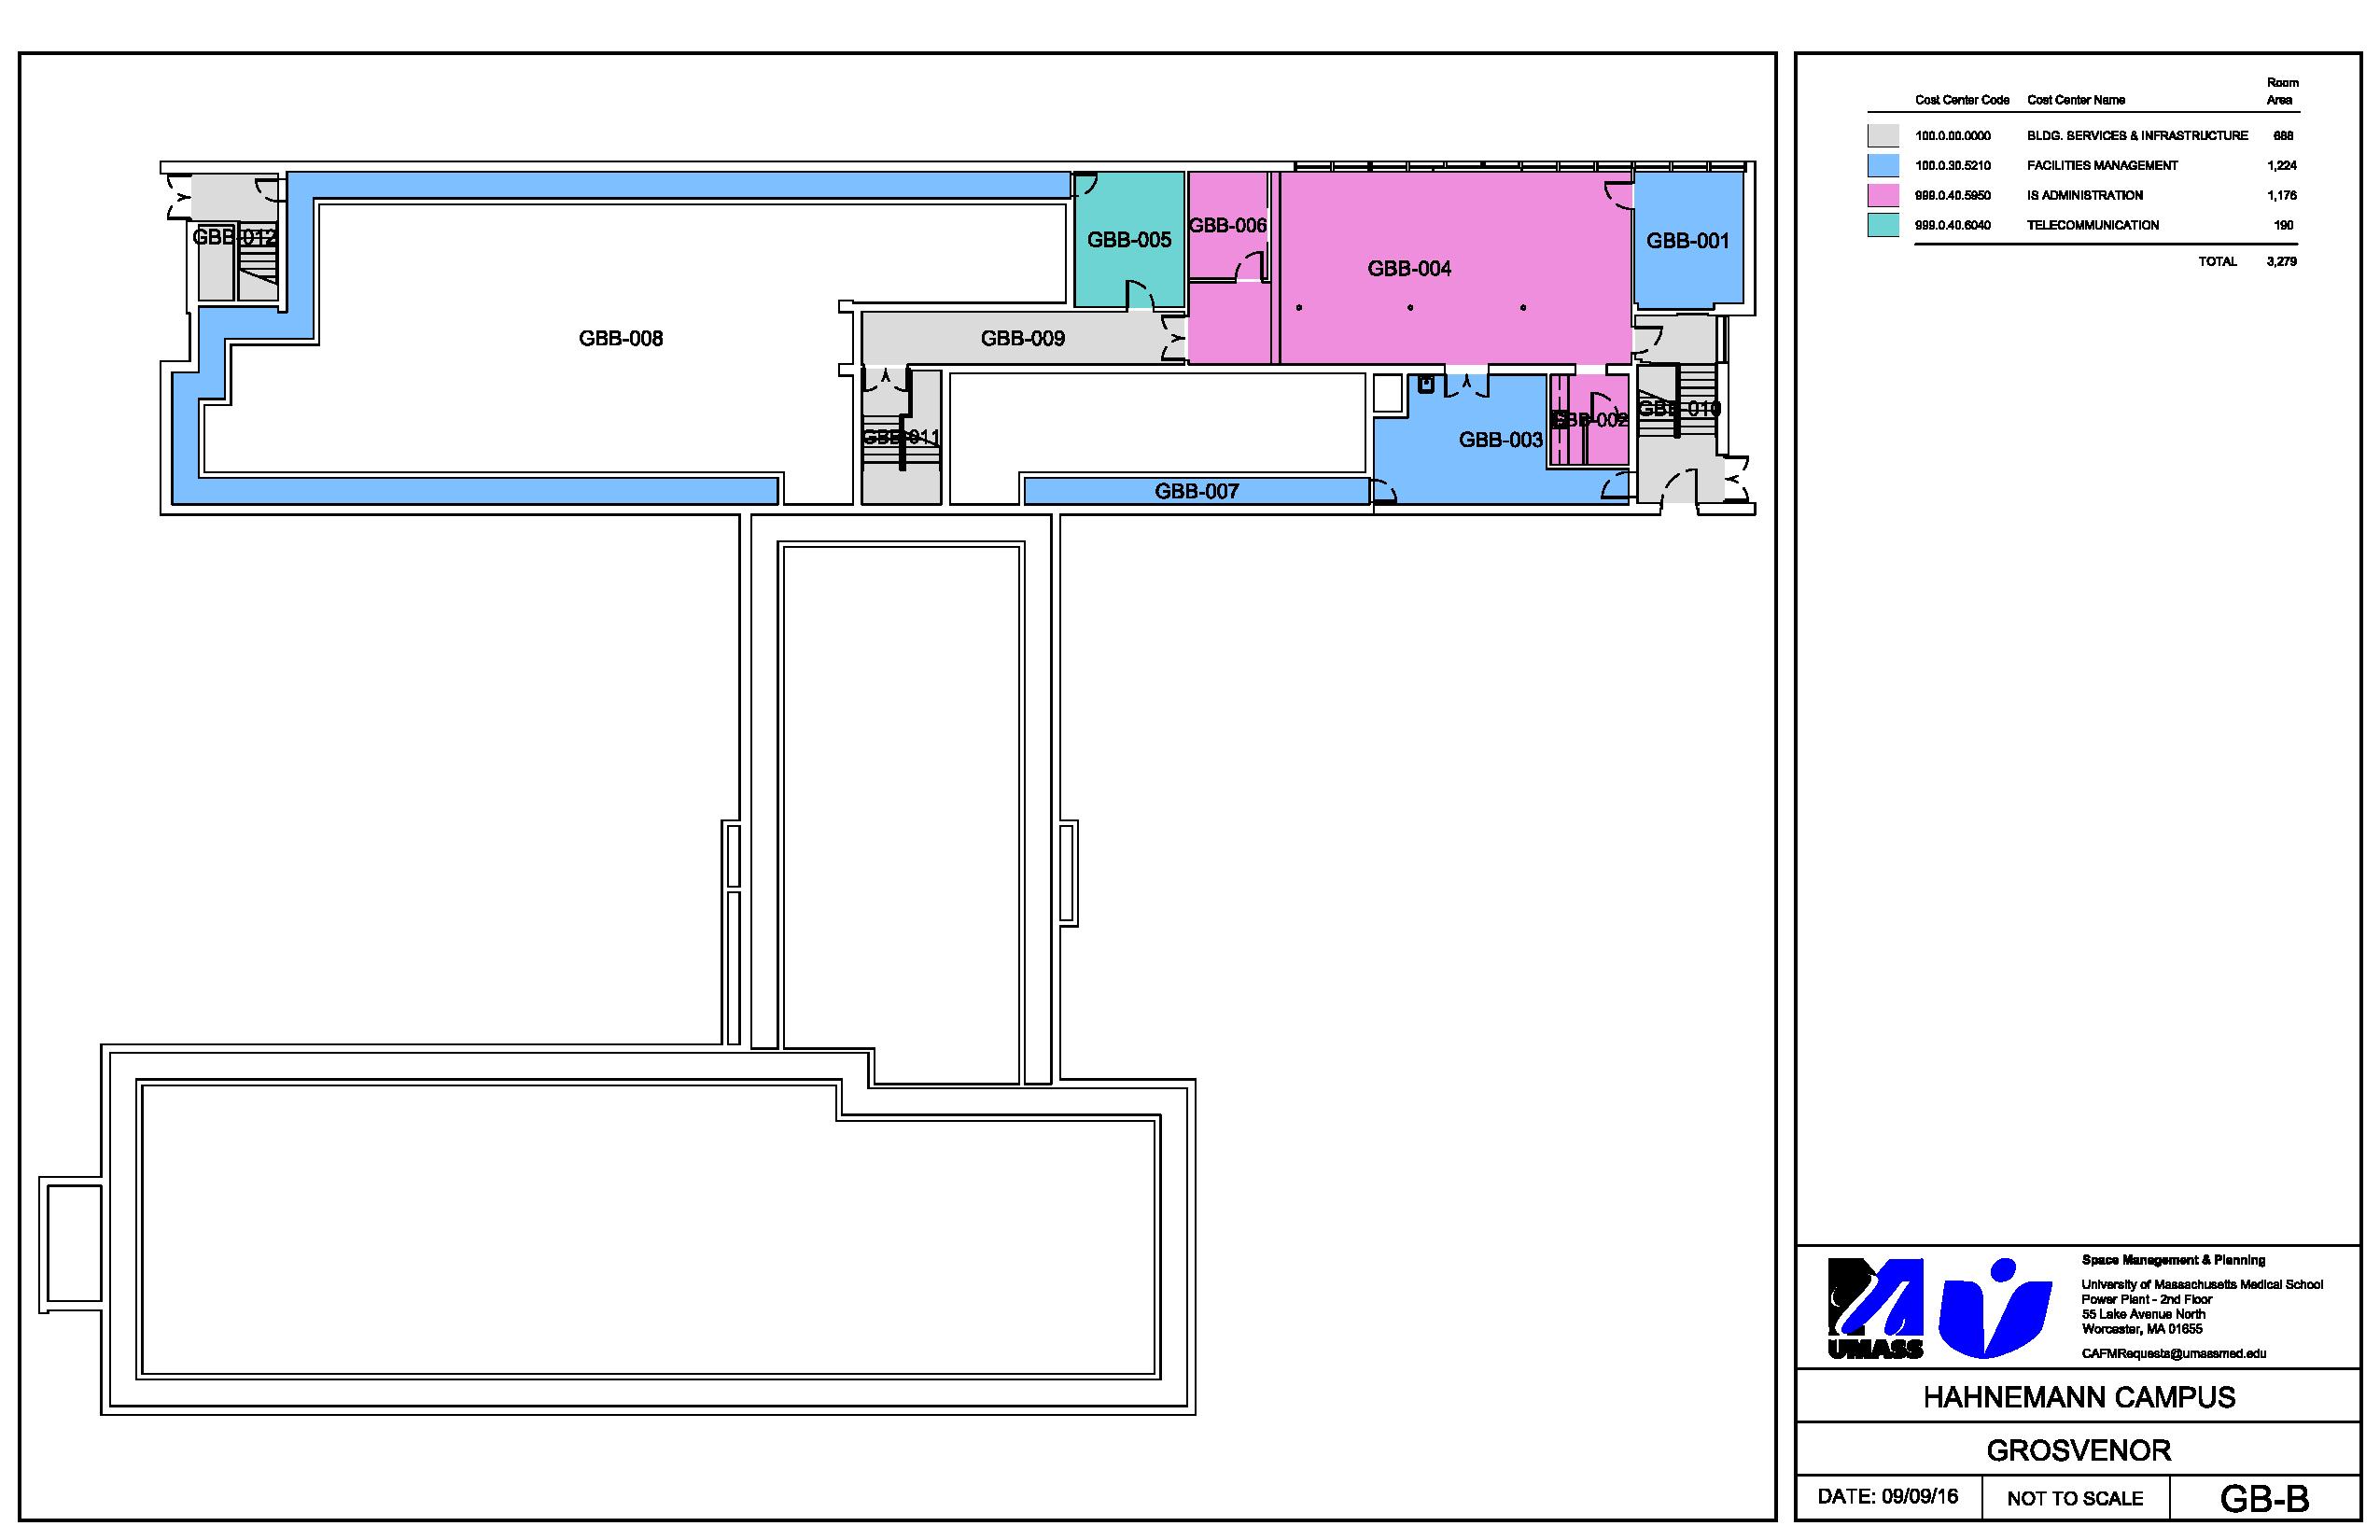 Room
Cost Center Code Cost Center Name Area
100.0.00.0000 BLDG. SERVICES & INFRASTRUCTURE 688
100.0.30.5210 FACILITIES MANAGEMENT 1,224
999.0.40.5950 IS ADMINISTRATION 1,176
999.0.40.6040 TELECOMMUNICATION 190
TOTAL 3,279
GBB-012
GBB-005
GBB-006
GBB-004
GBB-001
GBB-008
GBB-009
GBB-011
GBB-003
GBB-002
GBB-010
GBB-007
UMASS
Space Management & Planning
University of Massachusetts Medical School
Power Plant - 2nd Floor
55 Lake Avenue North
Worcester, MA 01655
CAFMRequests@umassmed.edu
HAHNEMANN CAMPUS
GROSVENOR
DATE: 09/09/16 NOT TO SCALE GB-B